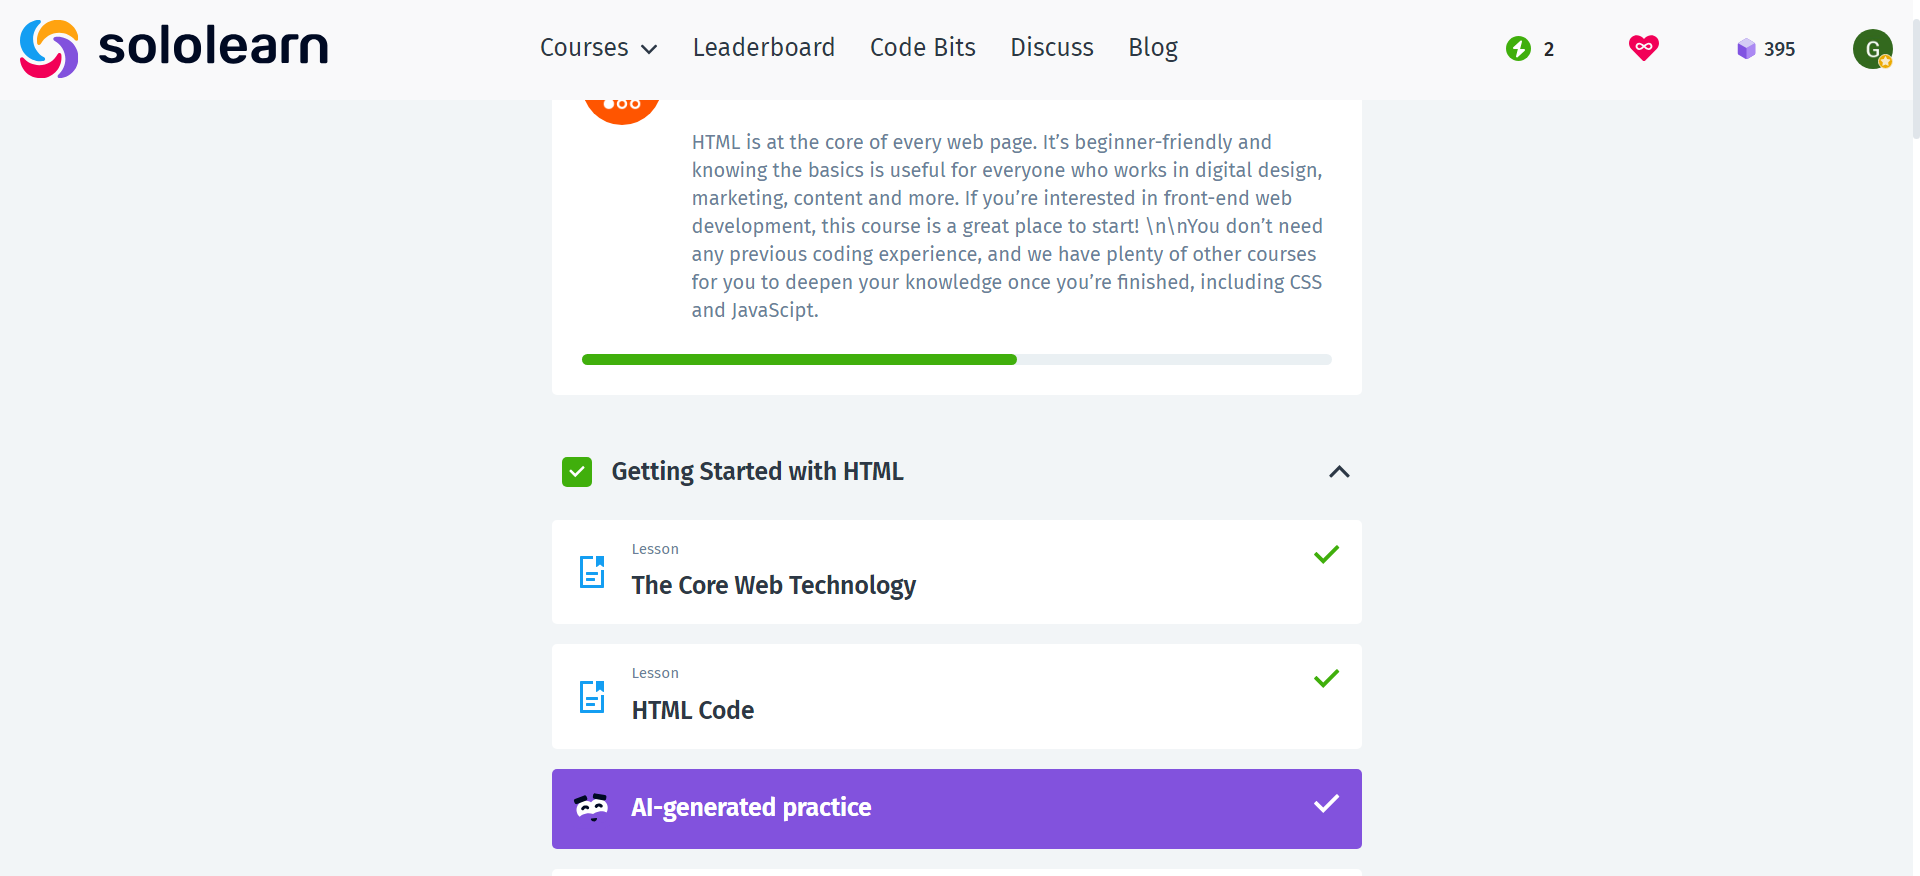 sololearn
Courses Leaderboard Code Bits Discuss Blog 2 395 G
HTML is at the core of every web page. It’s beginner-friendly and
knowing the basics is useful for everyone who works in digital design,
marketing, content and more. If you’re interested in front-end web
development, this course is a great place to start! \n\nYou don’t need
any previous coding experience, and we have plenty of other courses
for you to deepen your knowledge once you’re finished, including CSS
and JavaScipt.
Getting Started with HTML
Lesson
The Core Web Technology
Lesson
HTML Code
AI-generated practice